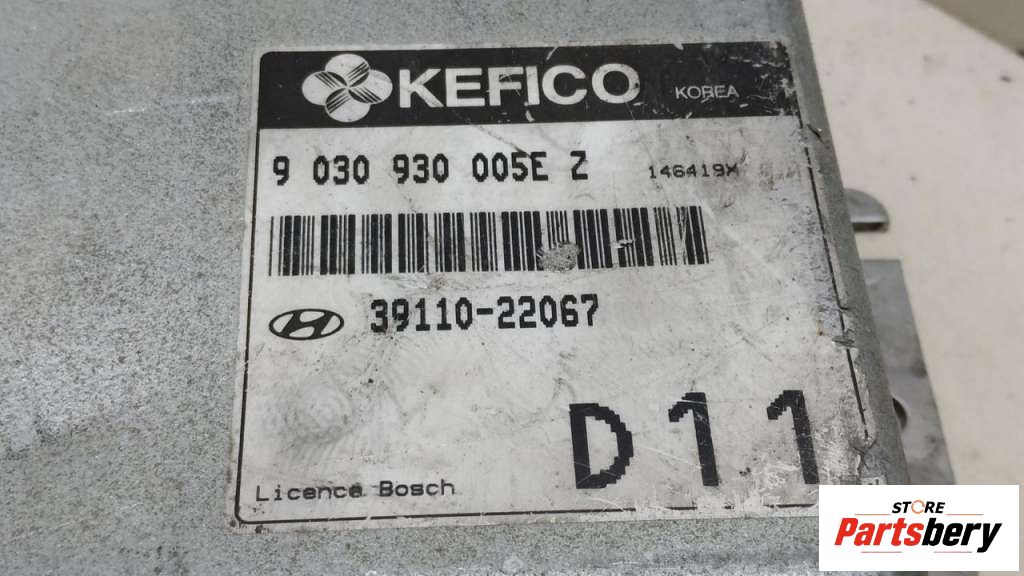 KEFICO KOREA
9 030 930 005E Z 146419X
39110-22067
D11
Licence Bosch
STORE
Partsbery